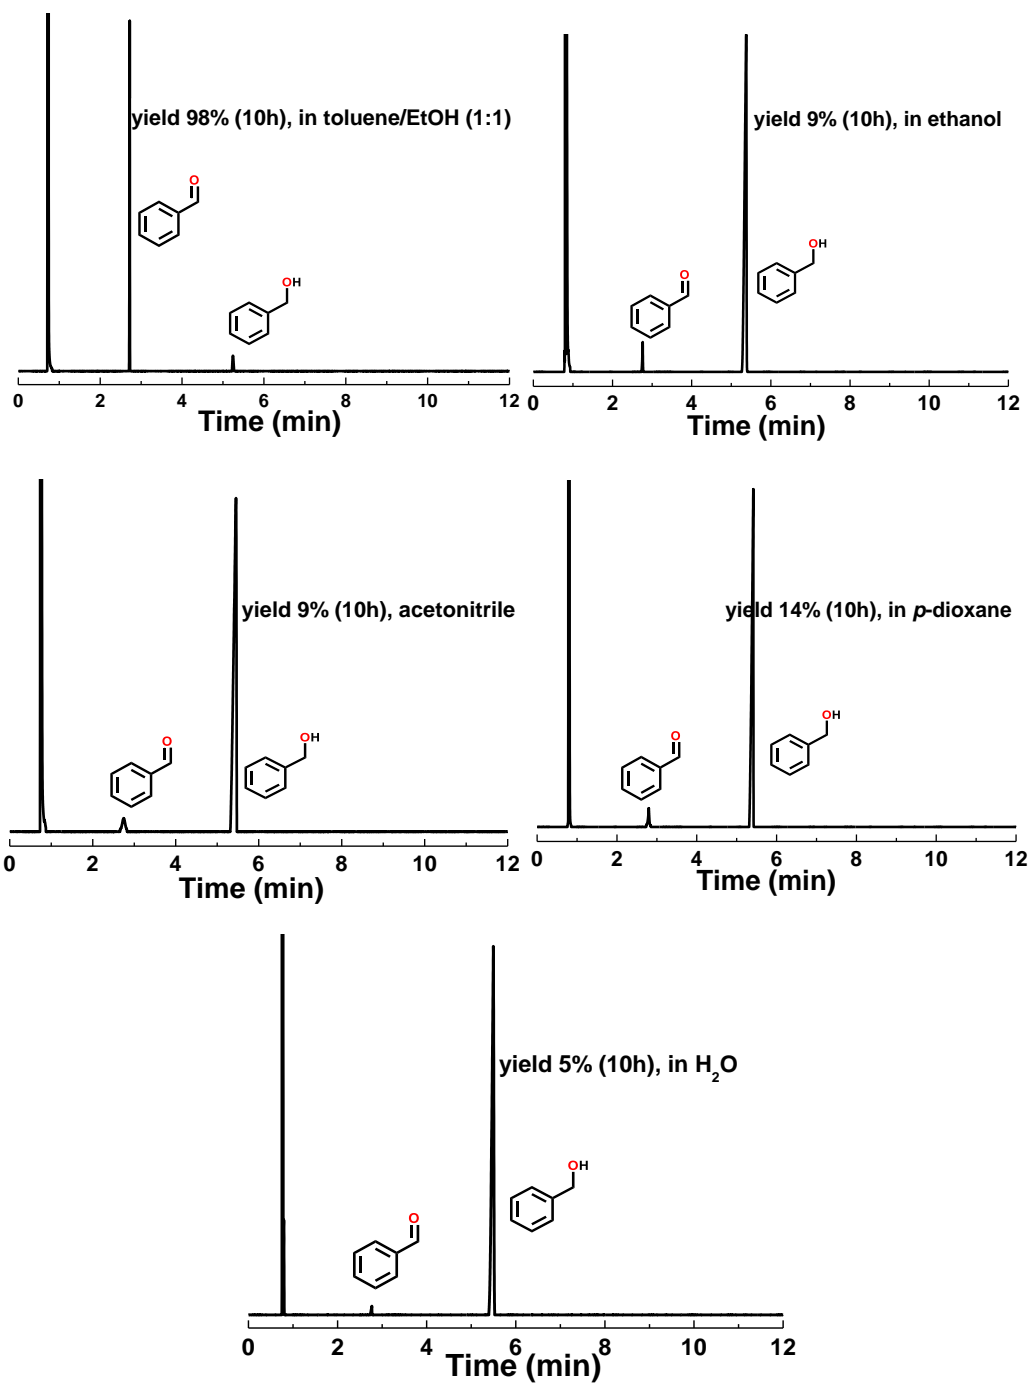 yield 98% (10h), in toluene/EtOH (1:1)
O
OH
0 2 4 6 8 10 12
Time (min)
yield 9% (10h), in ethanol
OH
O
0 2 4 6 8 10 12
Time (min)
yield 9% (10h), acetonitrile
O
OH
0 2 4 6 8 10 12
Time (min)
yield 14% (10h), in p-dioxane
OH
O
0 2 4 6 8 10 12
Time (min)
yield 5% (10h), in H₂O
OH
O
0 2 4 6 8 10 12
Time (min)